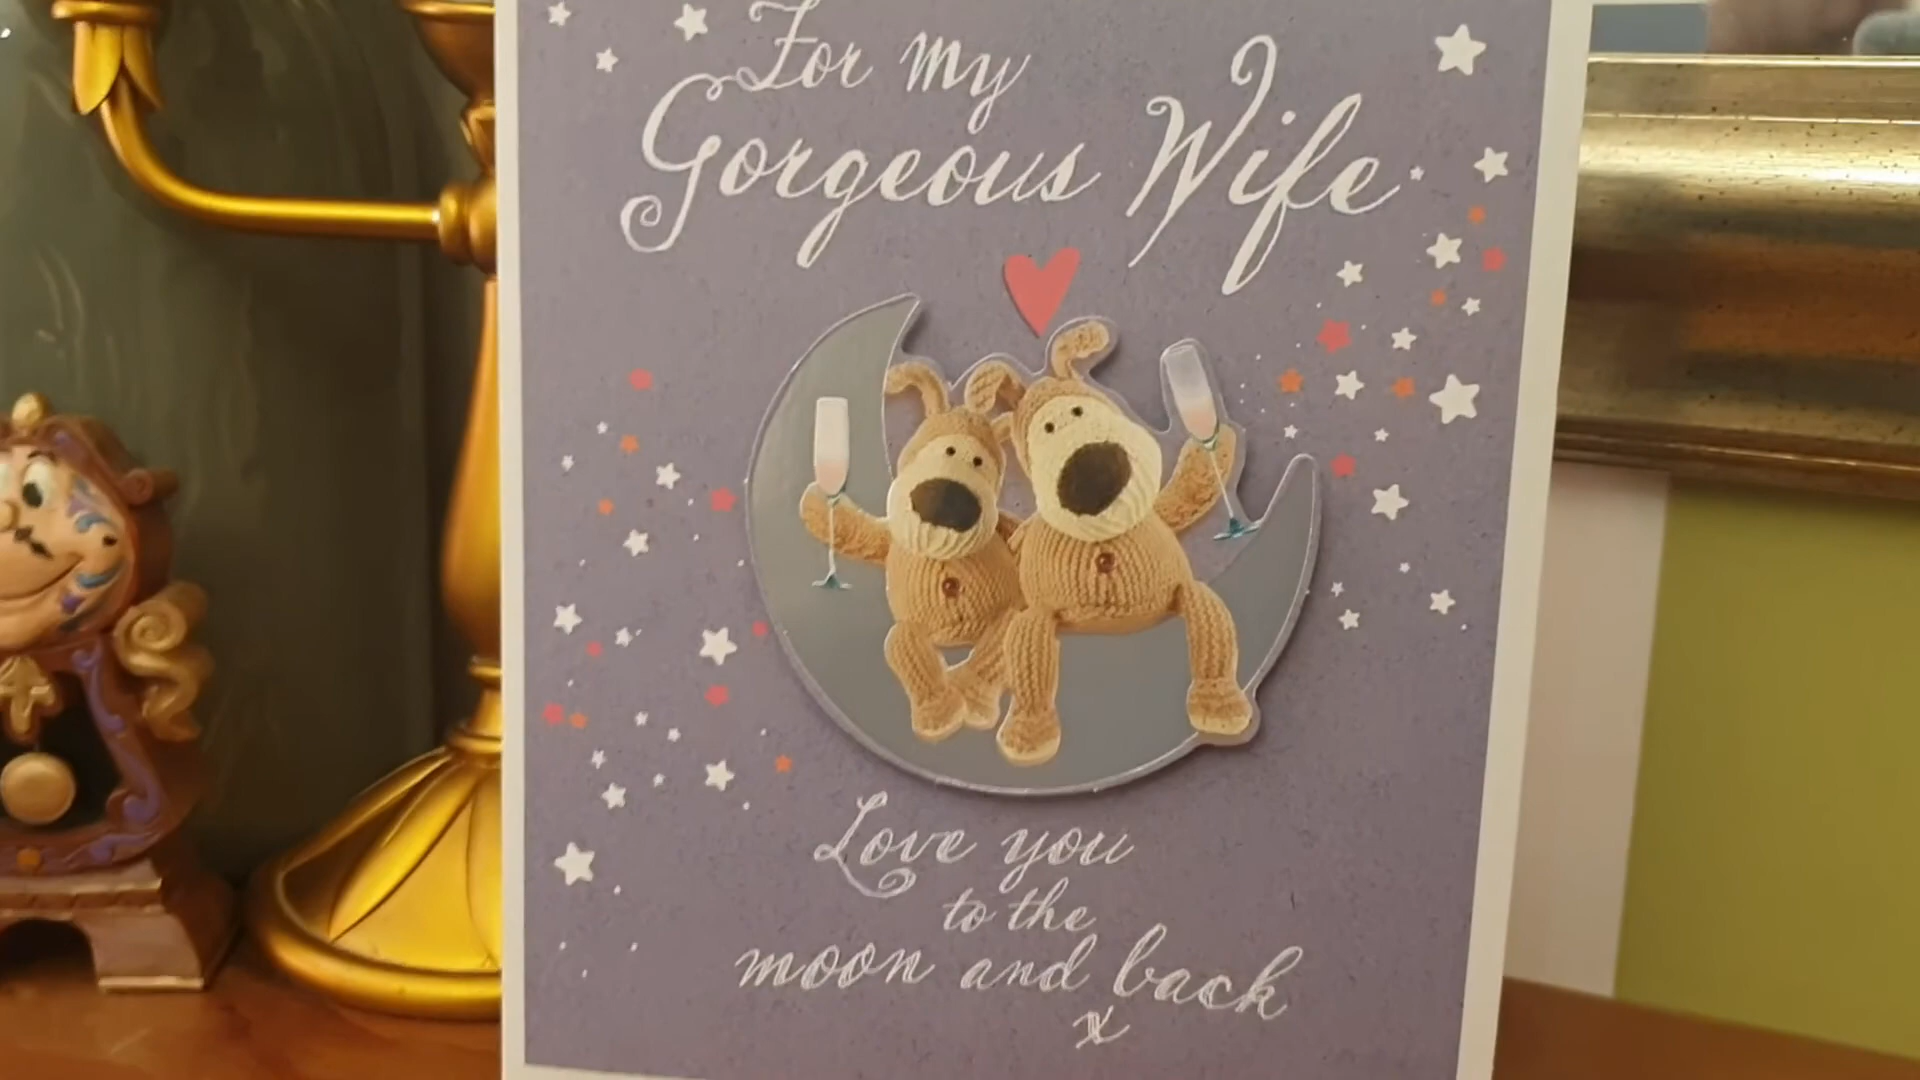 For my
Gorgeous Wife
Love you
to the
moon and back
x